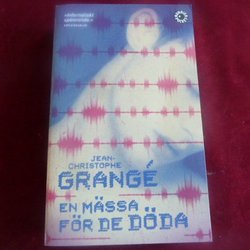 JEAN-
CHRISTOPHE
GRANGÉ
EN MÄSSA
FÖR DE DÖDA